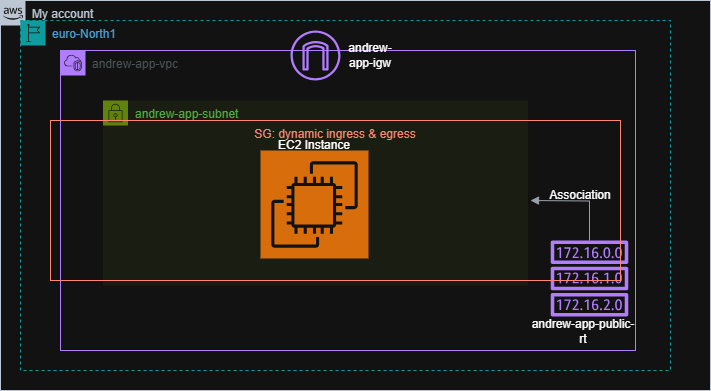 aws
My account
euro-North1
andrew-
app-igw
andrew-app-vpc
andrew-app-subnet
SG: dynamic ingress & egress
EC2 Instance
Association
172.16.0.0
172.16.1.0
172.16.2.0
andrew-app-public-
rt